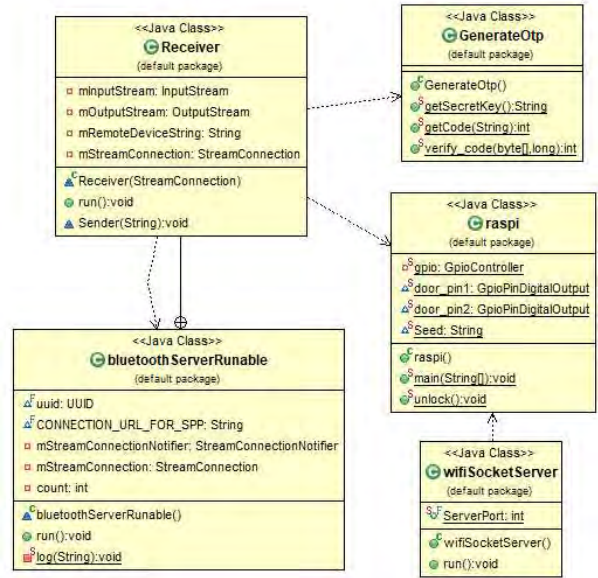 <<Java Class>>
Receiver
(default package)
mInputStream: InputStream
mOutputStream: OutputStream
mRemoteDeviceString: String
mStreamConnection: StreamConnection
Receiver(StreamConnection)
run():void
Sender(String):void
<<Java Class>>
GenerateOtp
(default package)
GenerateOtp()
getSecretKey():String
getCode(String):int
verify_code(byte[],long):int
<<Java Class>>
raspi
(default package)
gpio: GpioController
door_pin1: GpioPinDigitalOutput
door_pin2: GpioPinDigitalOutput
Seed: String
raspi()
main(String[]):void
unlock():void
<<Java Class>>
bluetoothServerRunable
(default package)
uuid: UUID
CONNECTION_URL_FOR_SPP: String
mStreamConnectionNotifier: StreamConnectionNotifier
mStreamConnection: StreamConnection
count: int
bluetoothServerRunable()
run():void
log(String):void
<<Java Class>>
wifiSocketServer
(default package)
ServerPort: int
wifiSocketServer()
run():void